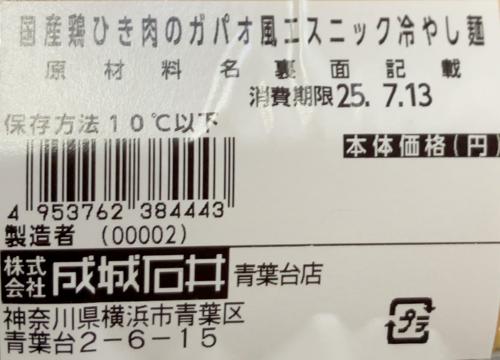 国産鶏ひき肉のガパオ風エスニック冷やし麺
原材料名裏面記載
消費期限25. 7.13
保存方法10℃以下
本体価格(円)
4 953762 384443
製造者 (00002)
株式会社 成城石井 青葉台店
神奈川県横浜市青葉区
青葉台2-6-15
プラ